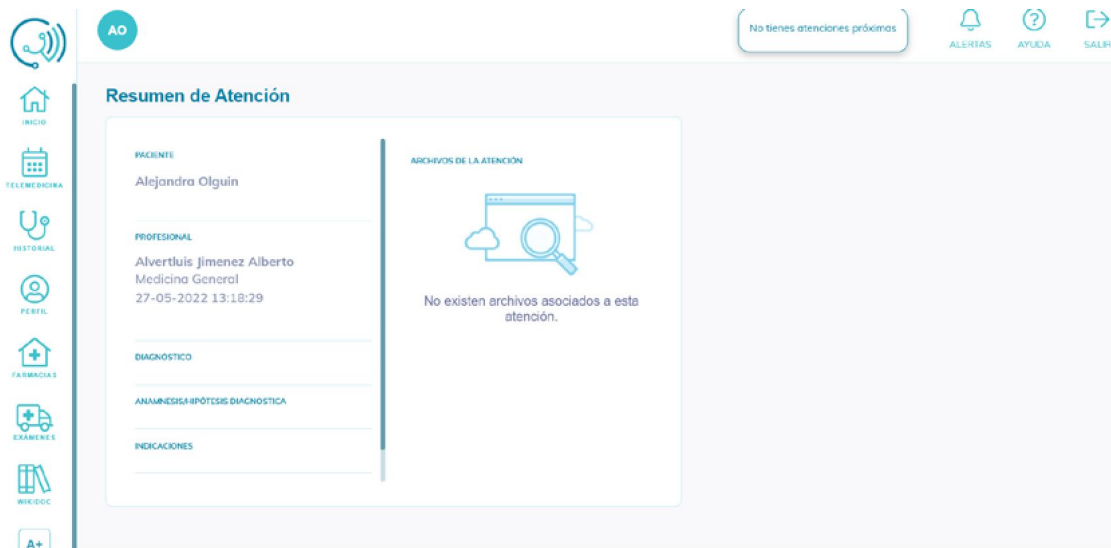 AO
No tienes atenciones próximas
ALERTAS
AYUDA
SALIR
INICIO
TELEMEDICINA
HISTORIAL
PERFIL
FARMACIAS
EXÁMENES
WIKIDOC
A+
Resumen de Atención
PACIENTE
Alejandra Olguin
PROFESIONAL
Alvertluis Jimenez Alberto
Medicina General
27-05-2022 13:18:29
DIAGNOSTICO
ANAMNESIS/HIPÓTESIS DIAGNOSTICA
INDICACIONES
ARCHIVOS DE LA ATENCIÓN
No existen archivos asociados a esta
atención.